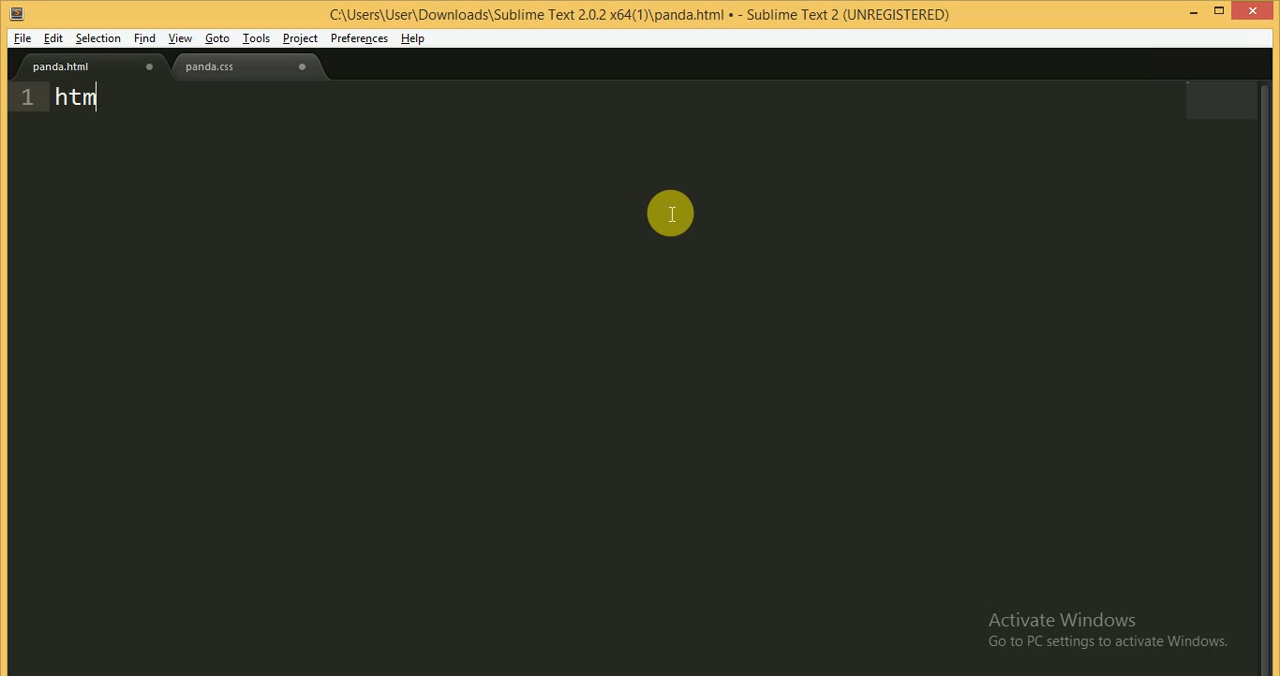 C:\Users\User\Downloads\Sublime Text 2.0.2 x64(1)\panda.html • - Sublime Text 2 (UNREGISTERED)
File Edit Selection Find View Goto Tools Project Preferences Help
panda.html panda.css
1 htm
Activate Windows
Go to PC settings to activate Windows.